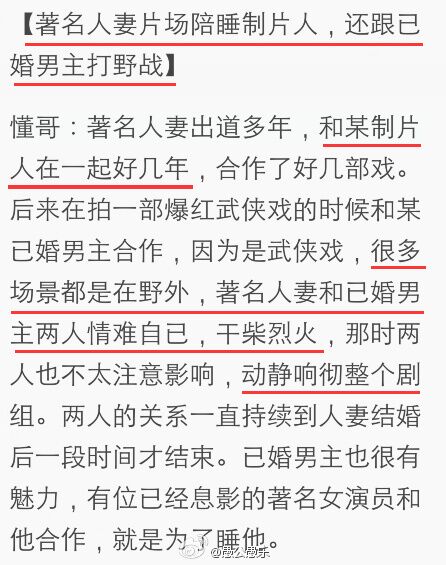 【著名人妻片场陪睡制片人，还跟已
婚男主打野战】
懂哥：著名人妻出道多年，和某制片
人在一起好几年，合作了好几部戏。
后来在拍一部爆红武侠戏的时候和某
已婚男主合作，因为是武侠戏，很多
场景都是在野外，著名人妻和已婚男
主两人情难自已，干柴烈火，那时两
人也不太注意影响，动静响彻整个剧
组。两人的关系一直持续到人妻结婚
后一段时间才结束。已婚男主也很有
魅力，有位已经息影的著名女演员和
他合作，就是为了睡他。
@愚公愚乐